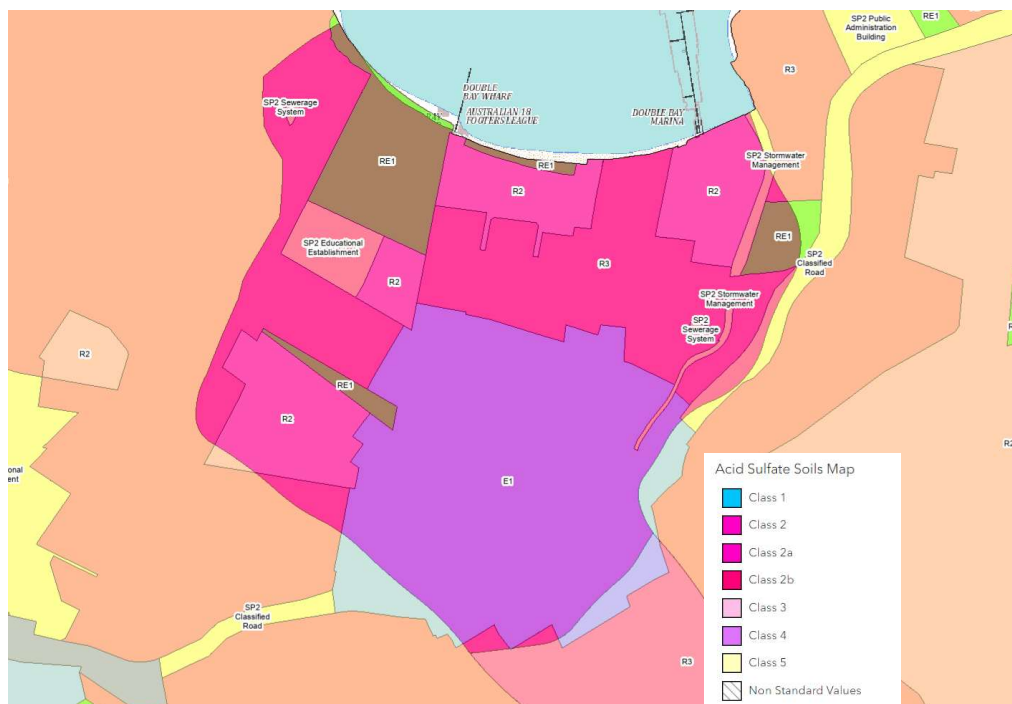 SP2 Public
Administration
Building
RE1
R3
SP2 Sewerage
System
DOUBLE
BAY WHARF
AUSTRALIAN 18
FOOTERS LEAGUE
DOUBLE BAY
MARINA
RE1
RE1
R2
R2
SP2 Stormwater
Management
SP2 Educational
Establishment
RE1
R3
R2
SP2
Classified
Road
SP2 Stormwater
Management
SP2
Sewerage
System
R2
RE1
R2
R2
E1
SP2
Classified
Road
R3
Acid Sulfate Soils Map
Class 1
Class 2
Class 2a
Class 2b
Class 3
Class 4
Class 5
Non Standard Values